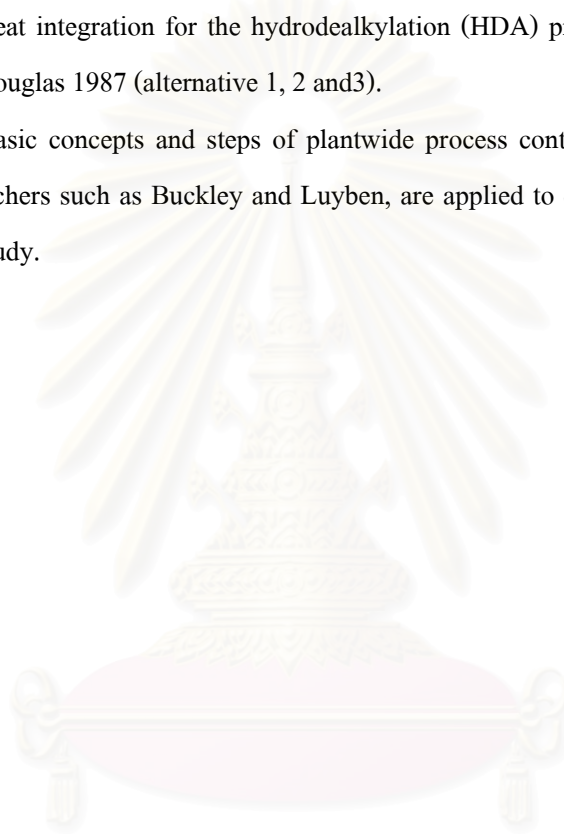 eat integration for the hydrodealkylation (HDA) pr
ouglas 1987 (alternative 1, 2 and3).
asic concepts and steps of plantwide process cont
chers such as Buckley and Luyben, are applied to
udy.